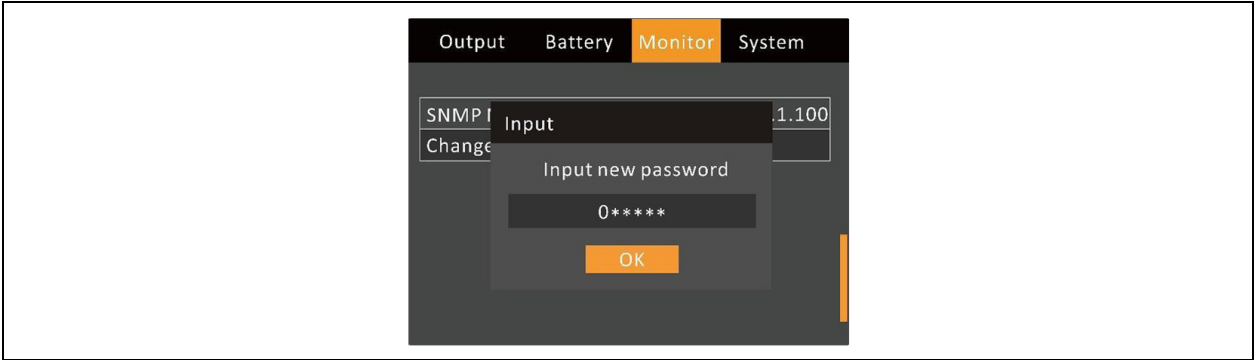 Output Battery Monitor System
SNMP .1.100
Input
Change
Input new password
0*****
OK